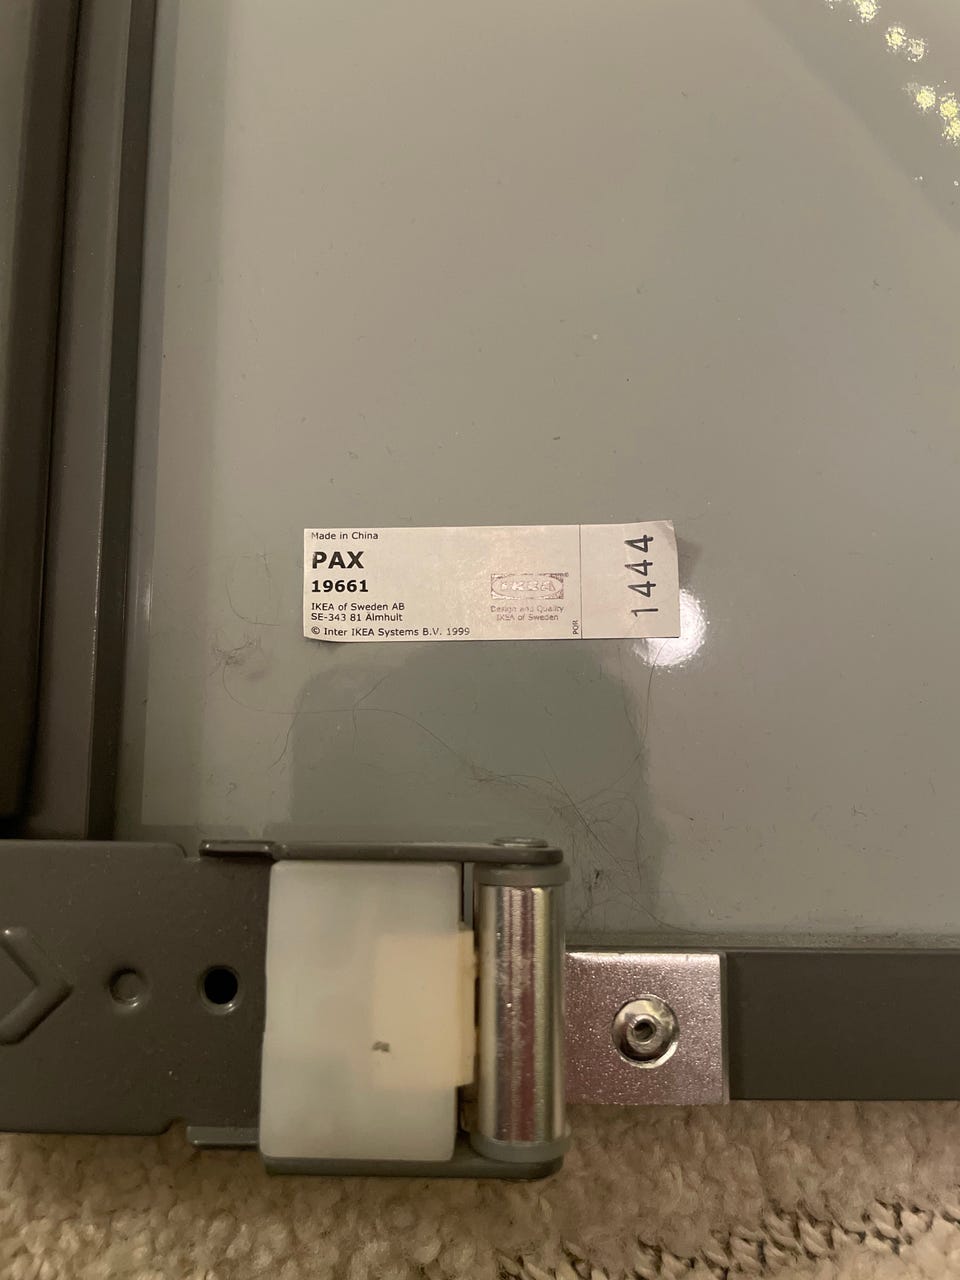 Made in China
PAX
19661
IKEA of Sweden AB
SE-343 81 Älmhult
© Inter IKEA Systems B.V. 1999
IKEA®
Design and Quality
IKEA of Sweden
PQR
1444